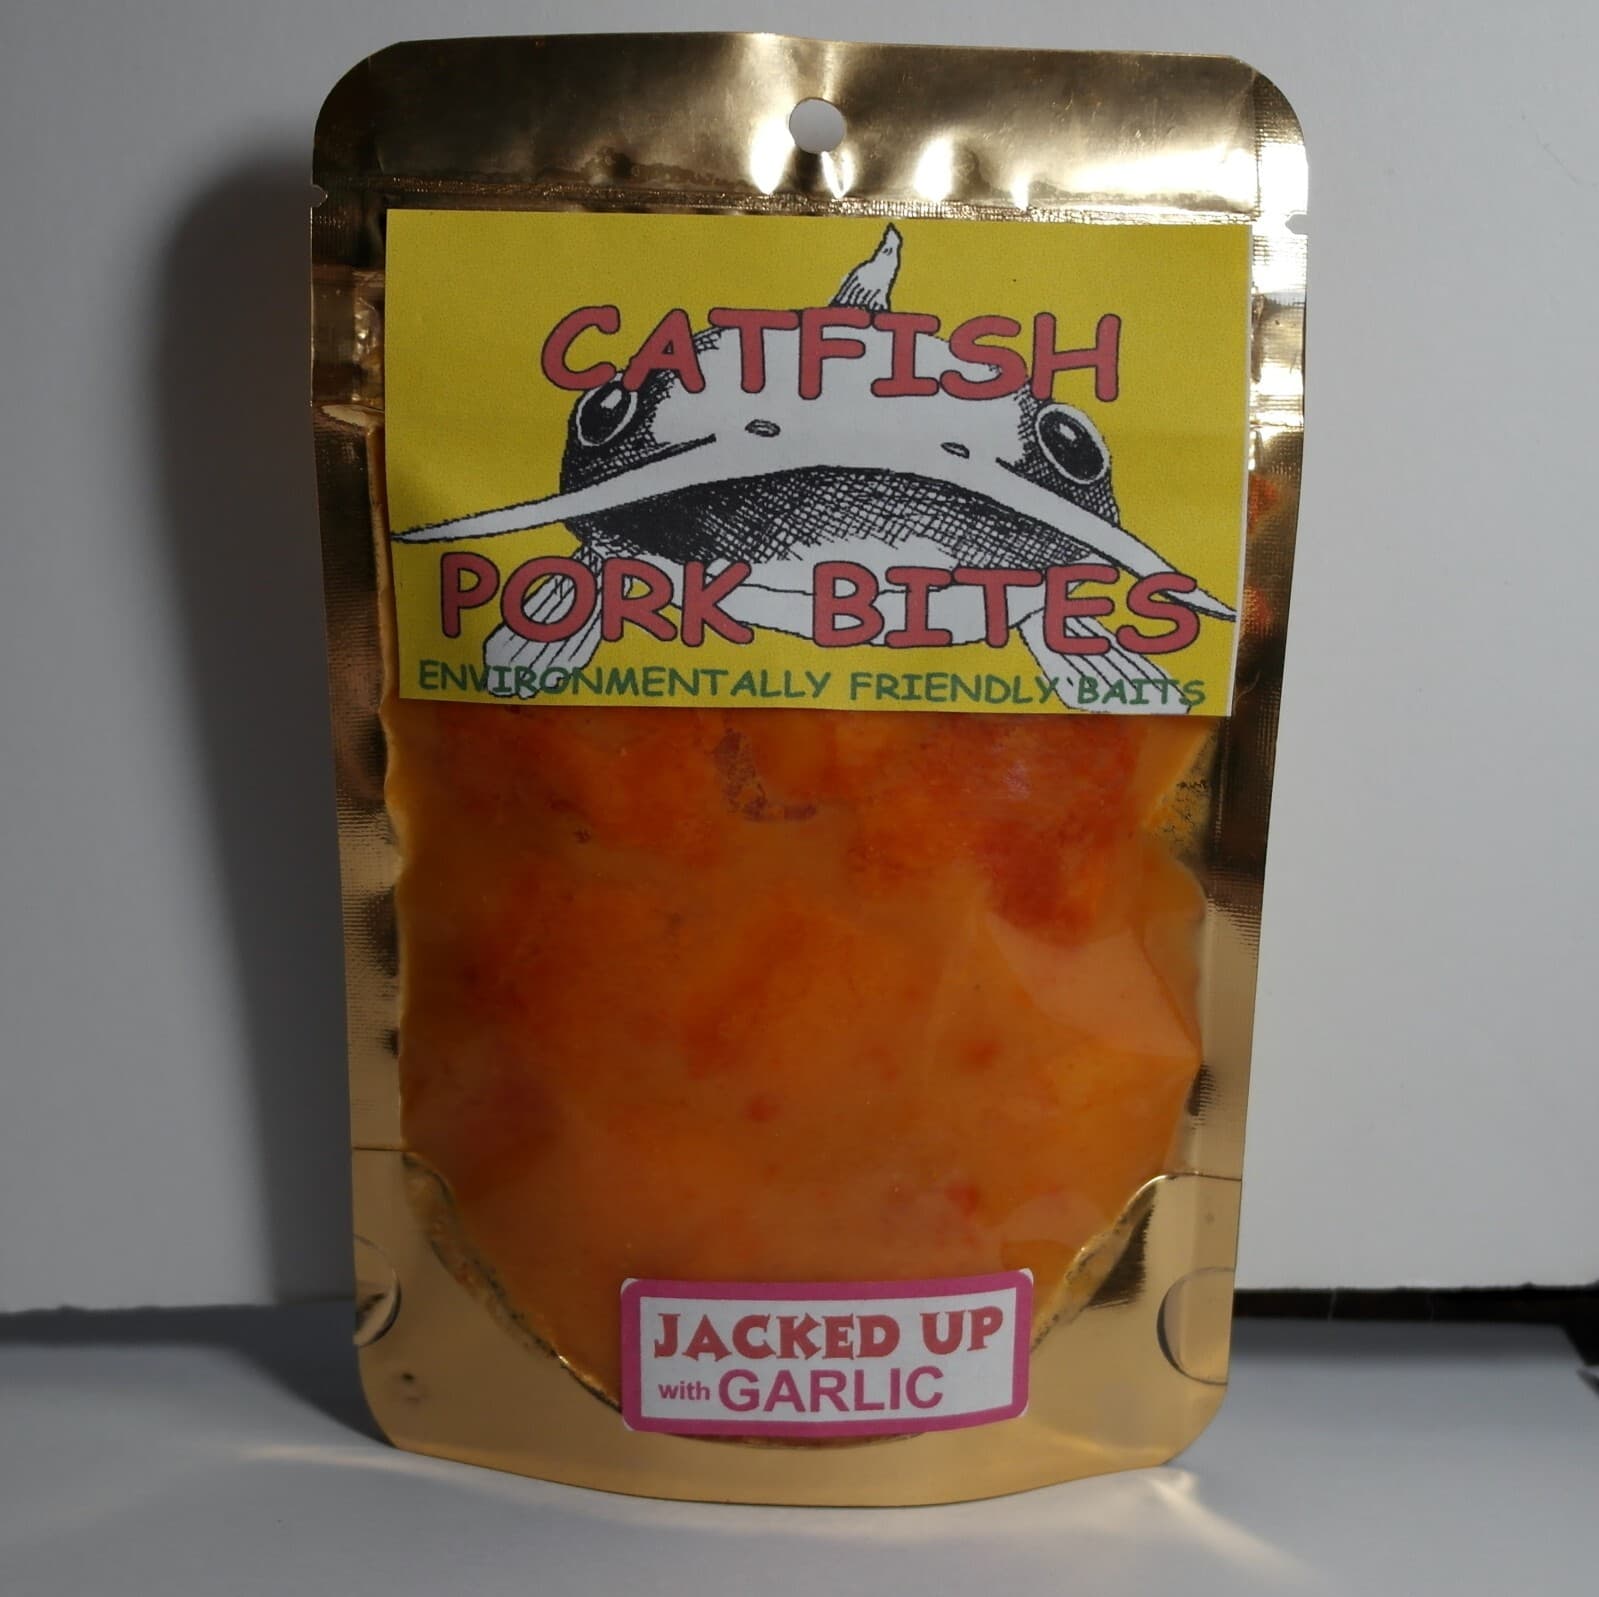 CATFISH
PORK BITES
ENVIRONMENTALLY FRIENDLY BAITS
JACKED UP
with GARLIC